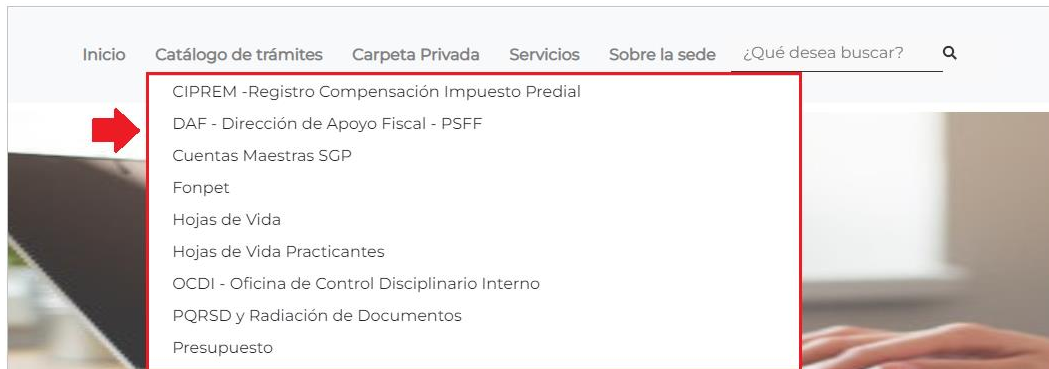 Inicio Catálogo de trámites Carpeta Privada Servicios Sobre la sede ¿Qué desea buscar?
CIPREM -Registro Compensación Impuesto Predial
DAF - Dirección de Apoyo Fiscal - PSFF
Cuentas Maestras SGP
Fonpet
Hojas de Vida
Hojas de Vida Practicantes
OCDI - Oficina de Control Disciplinario Interno
PQRSD y Radiación de Documentos
Presupuesto